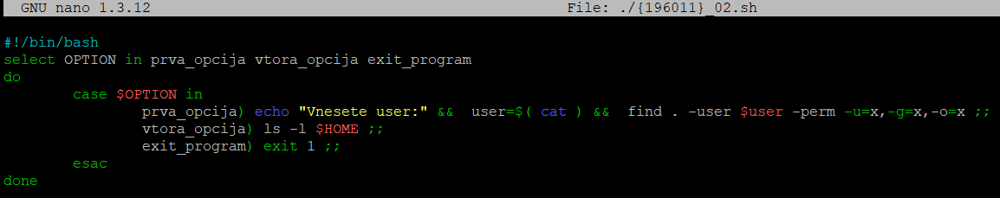 GNU nano 1.3.12 File: ./{196011}_02.sh
#!/bin/bash
select OPTION in prva_opcija vtora_opcija exit_program
do
case $OPTION in
prva_opcija) echo "Vnesete user:" && user=$( cat ) && find . -user $user -perm -u=x,-g=x,-o=x ;;
vtora_opcija) ls -l $HOME ;;
exit_program) exit 1 ;;
esac
done